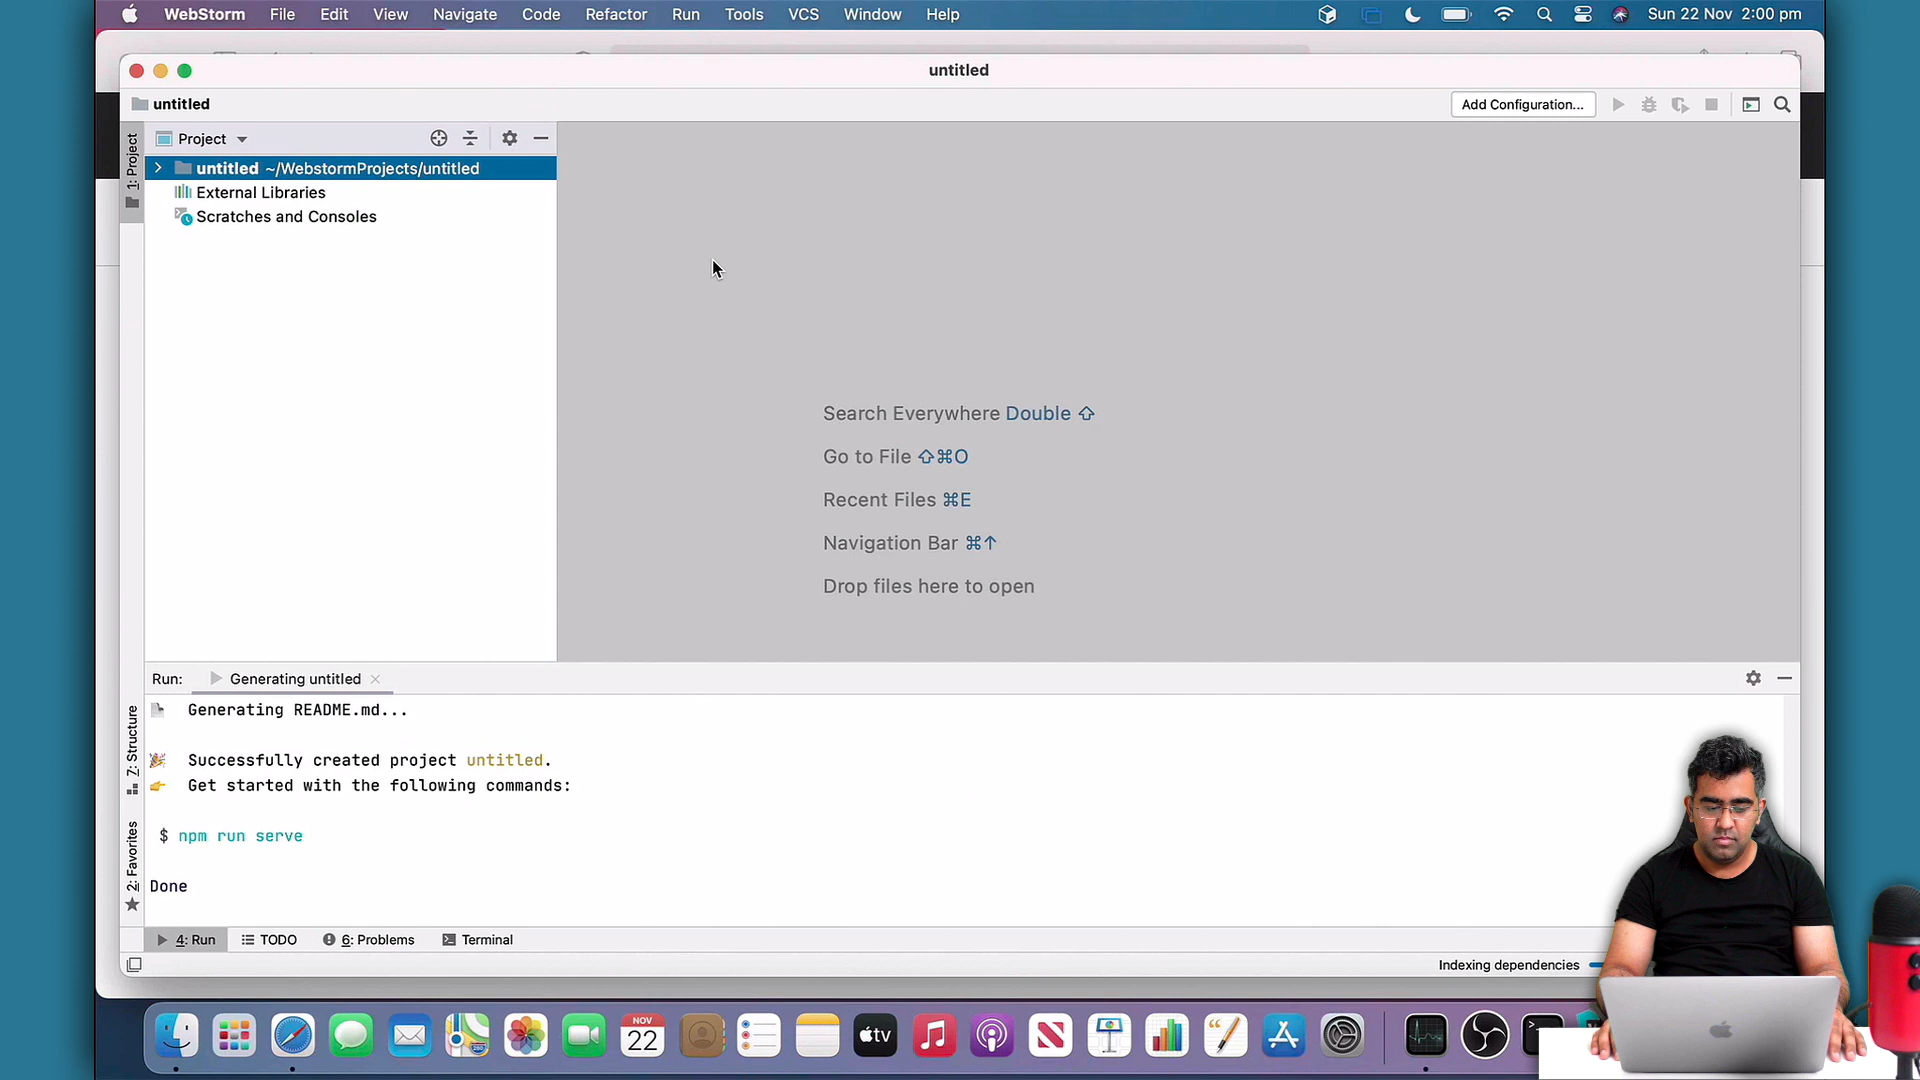 WebStorm File Edit View Navigate Code Refactor Run Tools VCS Window Help Sun 22 Nov 2:00 pm
untitled
untitled Add Configuration...
1: Project
Project
untitled ~/WebstormProjects/untitled
External Libraries
Scratches and Consoles
Search Everywhere Double ⇧
Go to File ⇧⌘O
Recent Files ⌘E
Navigation Bar ⌘↑
Drop files here to open
Run: Generating untitled
7: Structure
2: Favorites
Generating README.md...
Successfully created project untitled.
Get started with the following commands:
$ npm run serve
Done
4: Run TODO 6: Problems Terminal
Indexing dependencies
NOV
22
tv